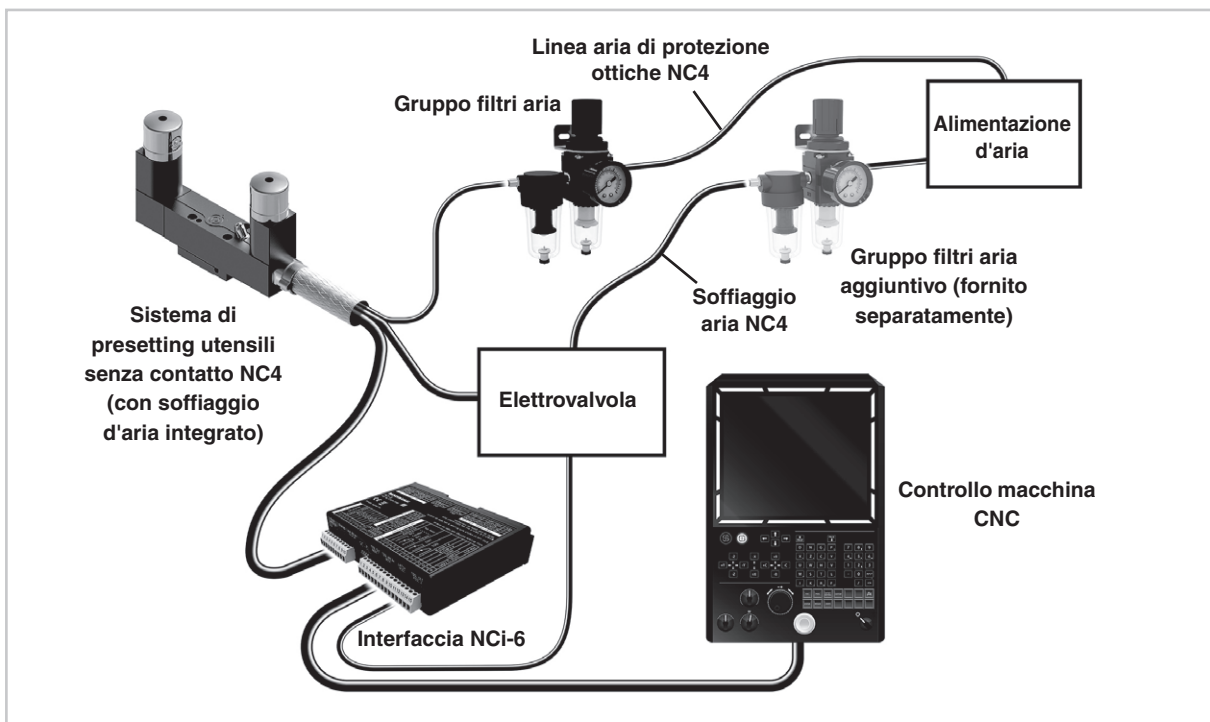 Linea aria di protezione
ottiche NC4
Gruppo filtri aria
Alimentazione
d'aria
Gruppo filtri aria
aggiuntivo (fornito
separatamente)
Soffiaggio
aria NC4
Sistema di
presetting utensili
senza contatto NC4
(con soffiaggio
d'aria integrato)
Elettrovalvola
Controllo macchina
CNC
Interfaccia NCi-6